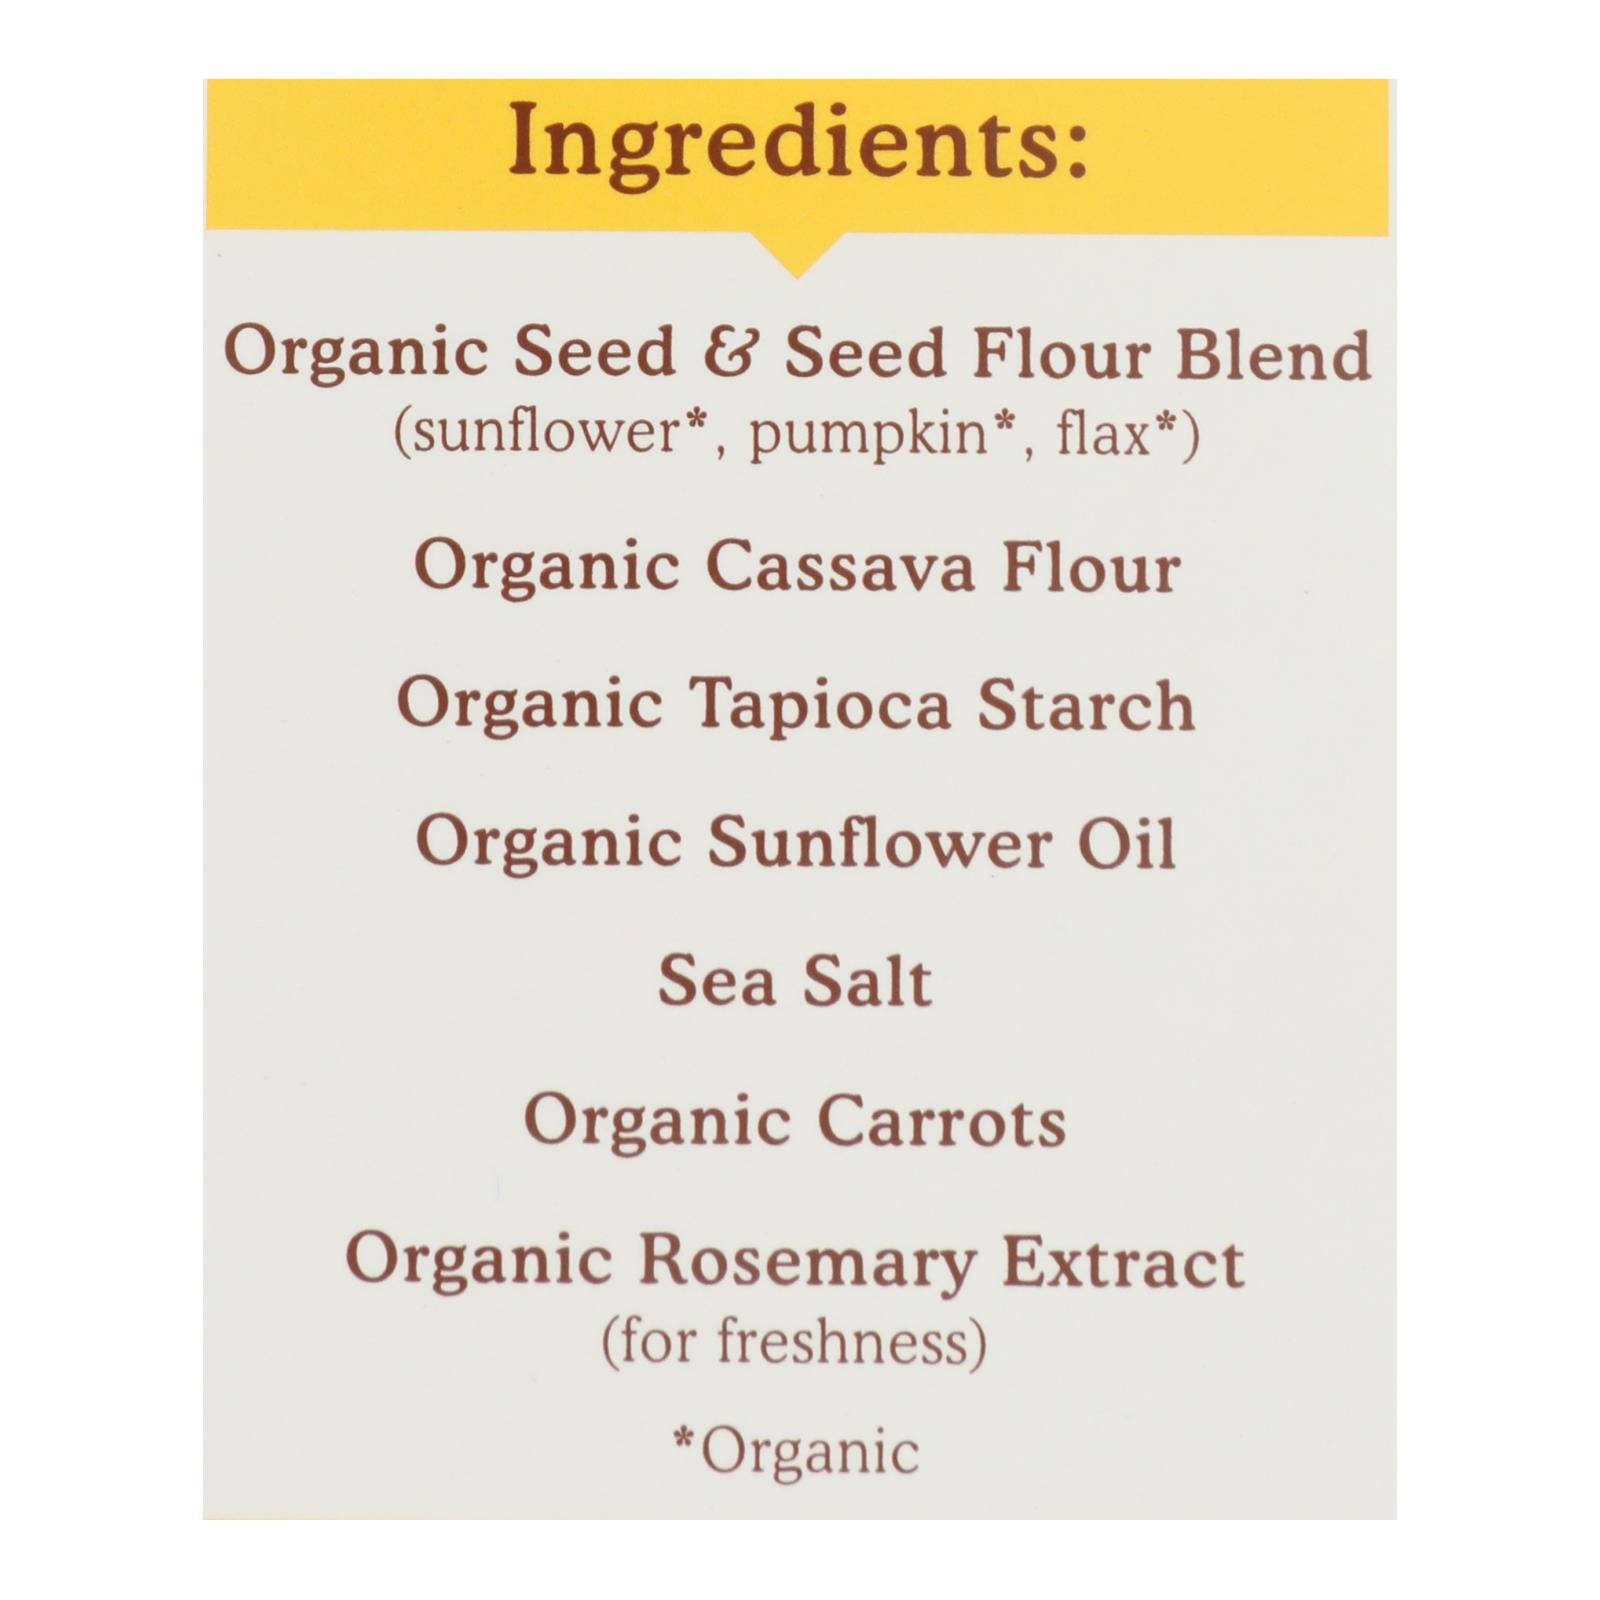 Ingredients:
Organic Seed & Seed Flour Blend
(sunflower*, pumpkin*, flax*)
Organic Cassava Flour
Organic Tapioca Starch
Organic Sunflower Oil
Sea Salt
Organic Carrots
Organic Rosemary Extract
(for freshness)
*Organic